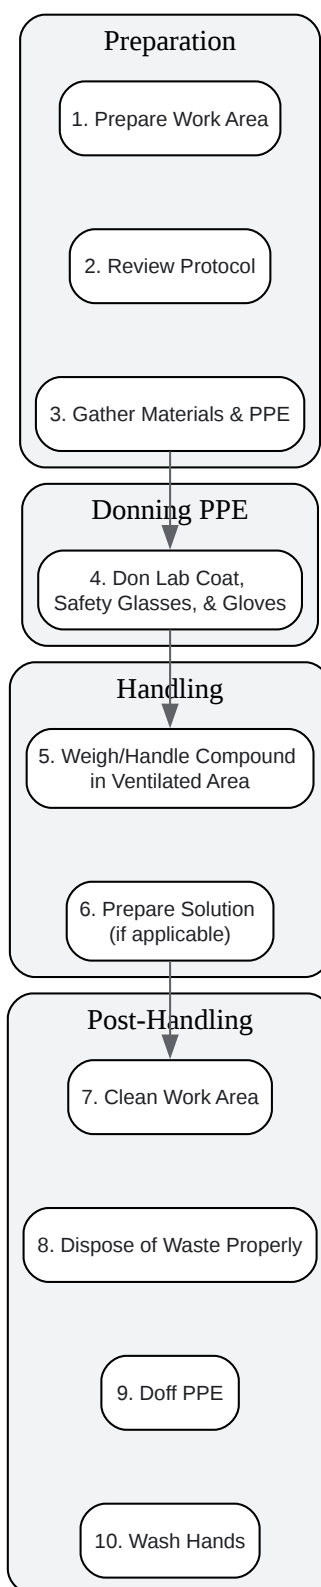 Preparation
1. Prepare Work Area
2. Review Protocol
3. Gather Materials & PPE
Donning PPE
4. Don Lab Coat,
Safety Glasses, & Gloves
Handling
5. Weigh/Handle Compound
in Ventilated Area
6. Prepare Solution
(if applicable)
Post-Handling
7. Clean Work Area
8. Dispose of Waste Properly
9. Doff PPE
10. Wash Hands